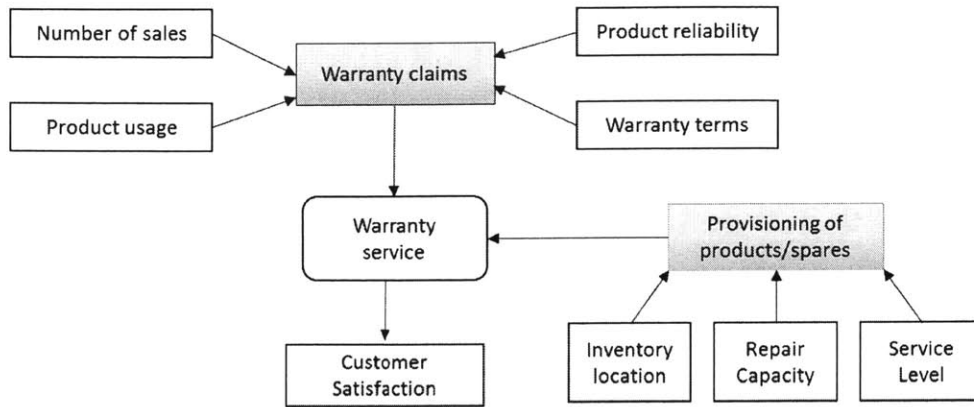 Number of sales
Product reliability
Warranty claims
Product usage
Warranty terms
Warranty
service
Provisioning of
products/spares
Customer
Satisfaction
Inventory
location
Repair
Capacity
Service
Level